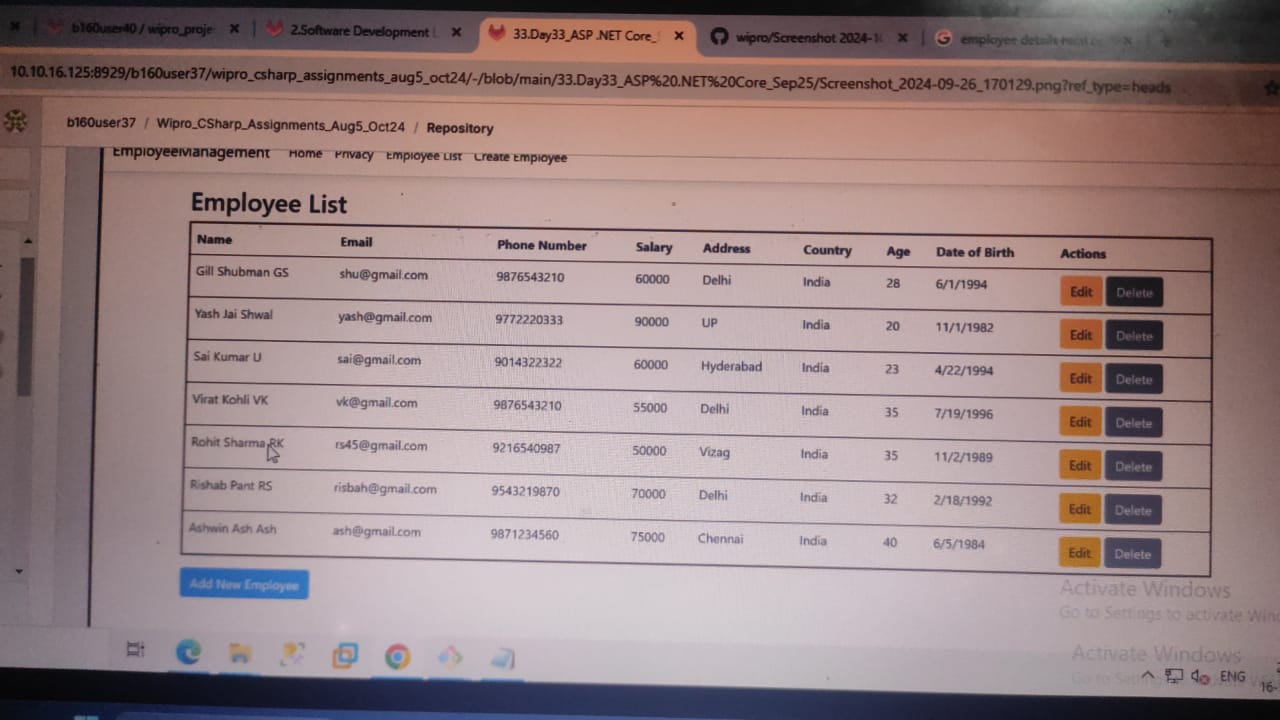 b160user40 / wipro_proje
2.Software Development
33.Day33_ASP .NET Core_
wipro/Screenshot 2024-1
employee details
10.10.16.125:8929/b160user37/wipro_csharp_assignments_aug5_oct24/-/blob/main/33.Day33_ASP%20.NET%20Core_Sep25/Screenshot_2024-09-26_170129.png?ref_type=heads
b160user37 / Wipro_CSharp_Assignments_Aug5_Oct24 / Repository
EmployeeManagement Home Privacy Employee List Create Employee
Employee List
Name Email Phone Number Salary Address Country Age Date of Birth Actions
Gill Shubman GS shu@gmail.com 9876543210 60000 Delhi India 28 6/1/1994 Edit Delete
Yash Jai Shwal yash@gmail.com 9772220333 90000 UP India 20 11/1/1982 Edit Delete
Sai Kumar U sai@gmail.com 9014322322 60000 Hyderabad India 23 4/22/1994 Edit Delete
Virat Kohli VK vk@gmail.com 9876543210 55000 Delhi India 35 7/19/1996 Edit Delete
Rohit Sharma RK rs45@gmail.com 9216540987 50000 Vizag India 35 11/2/1989 Edit Delete
Rishab Pant RS risbah@gmail.com 9543219870 70000 Delhi India 32 2/18/1992 Edit Delete
Ashwin Ash Ash ash@gmail.com 9871234560 75000 Chennai India 40 6/5/1984 Edit Delete
Add New Employee
Activate Windows
Go to Settings to activate Win
Activate Windows
Go to
ENG
16-